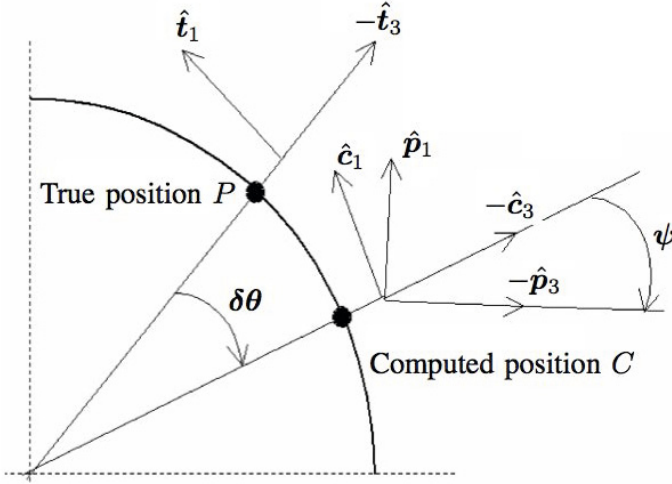 t̂₁
−t̂₃
ĉ₁
p̂₁
True position P
−ĉ₃
ψ
−p̂₃
δθ
Computed position C